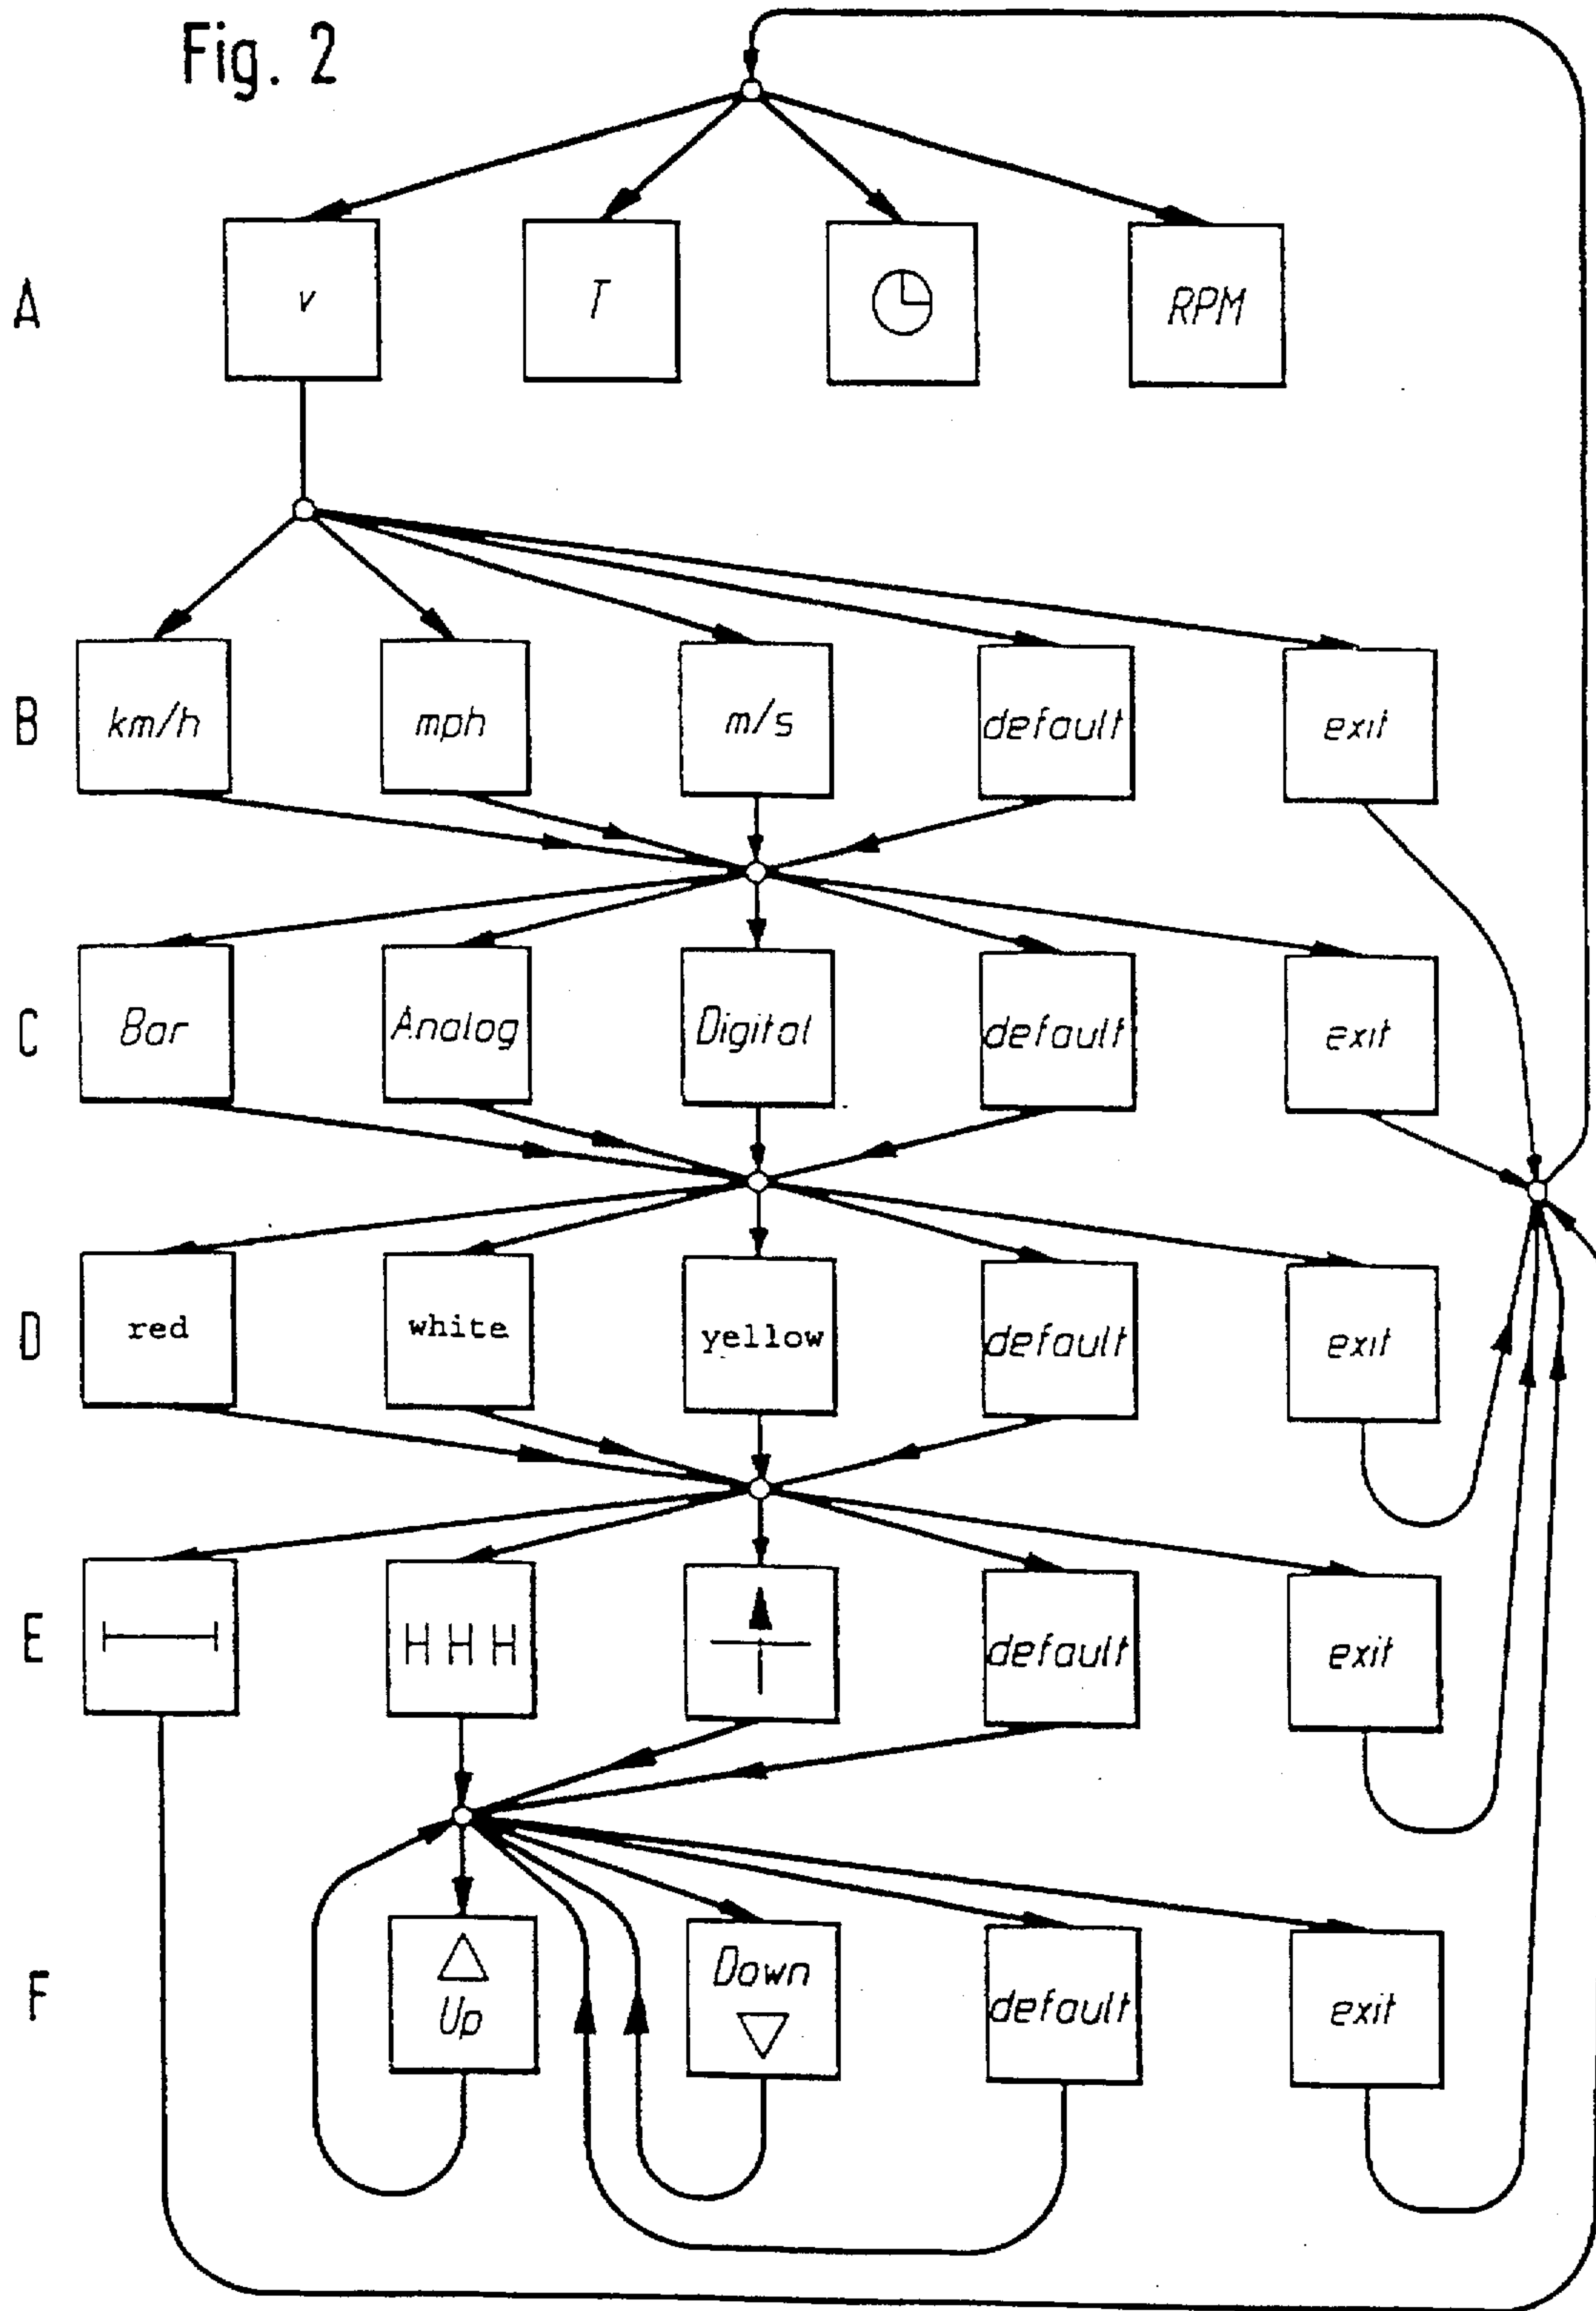 Fig. 2
A
v
T
RPM
B
km/h
mph
m/s
default
exit
C
Bar
Analog
Digital
default
exit
D
red
white
yellow
default
exit
E
default
exit
F
Up
Down
default
exit